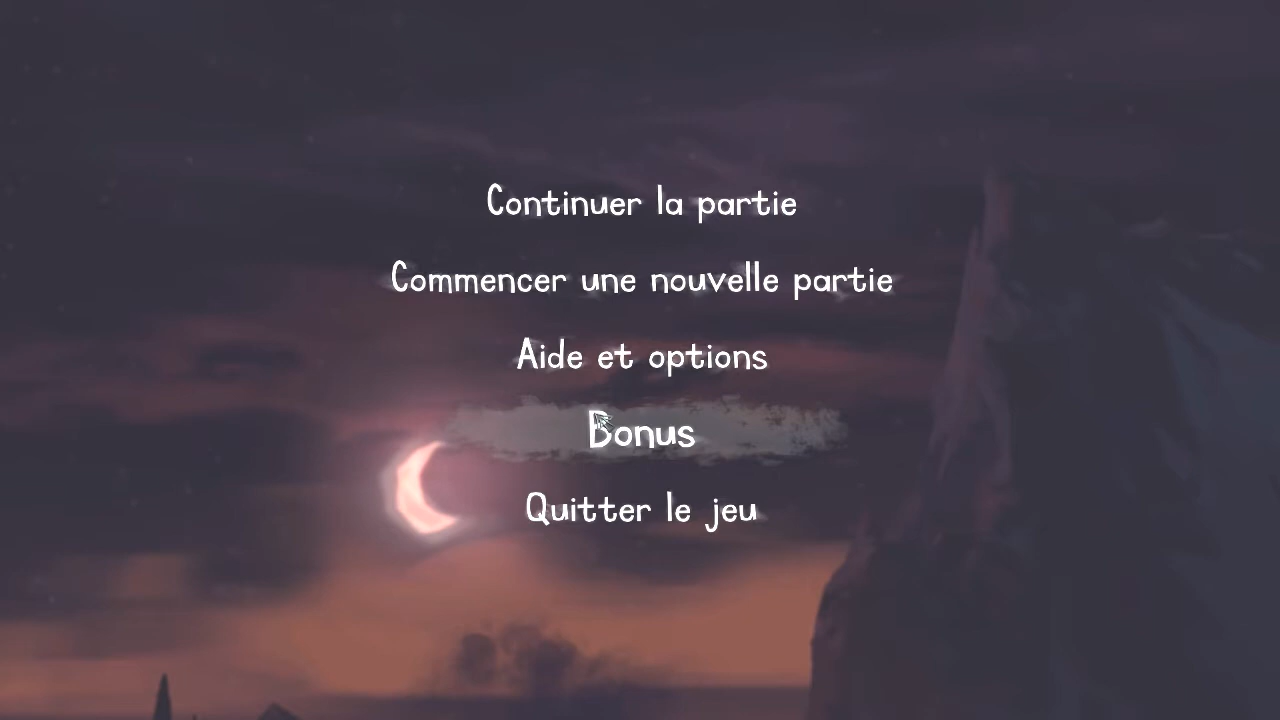 Continuer la partie
Commencer une nouvelle partie
Aide et options
Bonus
Quitter le jeu